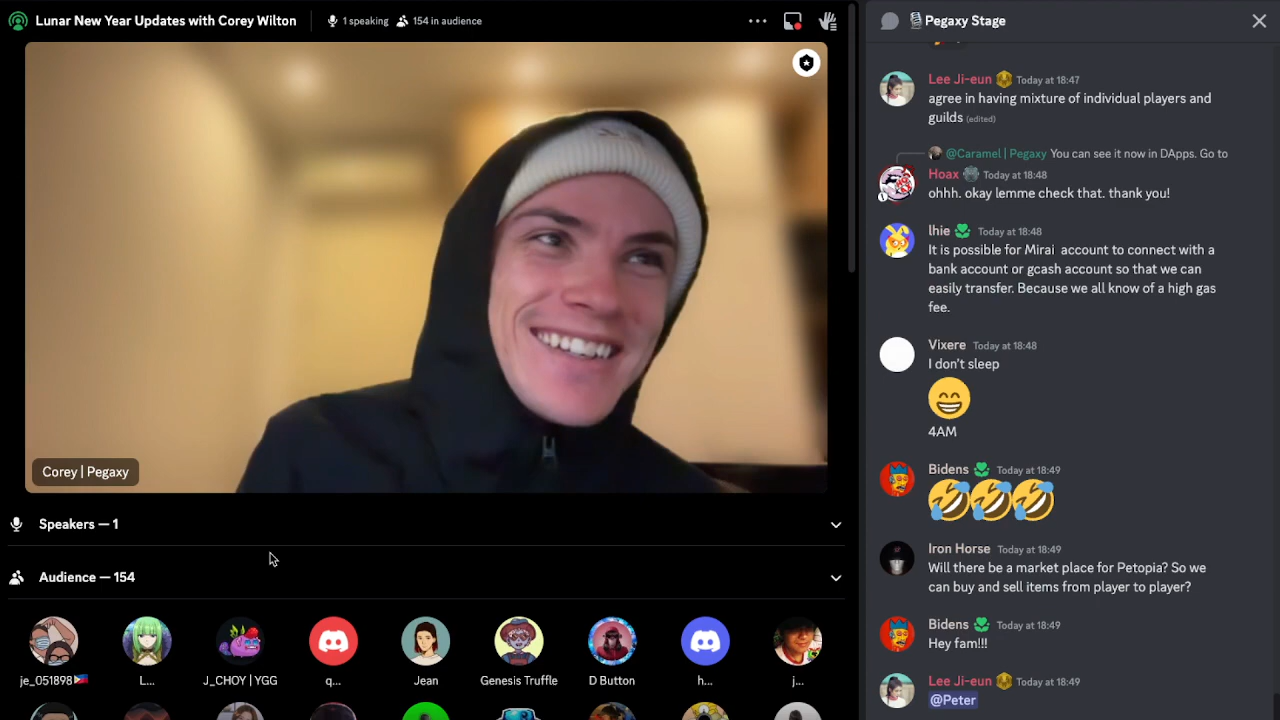 Lunar New Year Updates with Corey Wilton
1 speaking
154 in audience
Corey | Pegaxy
Speakers — 1
Audience — 154
je_051898
L...
J_CHOY | YGG
q...
Jean
Genesis Truffle
D Button
h...
j...
Pegaxy Stage
Lee Ji-eun Today at 18:47
agree in having mixture of individual players and
guilds (edited)
@Caramel | Pegaxy You can see it now in DApps. Go to
Hoax Today at 18:48
ohhh. okay lemme check that. thank you!
lhie Today at 18:48
It is possible for Mirai account to connect with a
bank account or gcash account so that we can
easily transfer. Because we all know of a high gas
fee.
Vixere Today at 18:48
I don't sleep
4AM
Bidens Today at 18:49
Iron Horse Today at 18:49
Will there be a market place for Petopia? So we
can buy and sell items from player to player?
Bidens Today at 18:49
Hey fam!!!
Lee Ji-eun Today at 18:49
@Peter